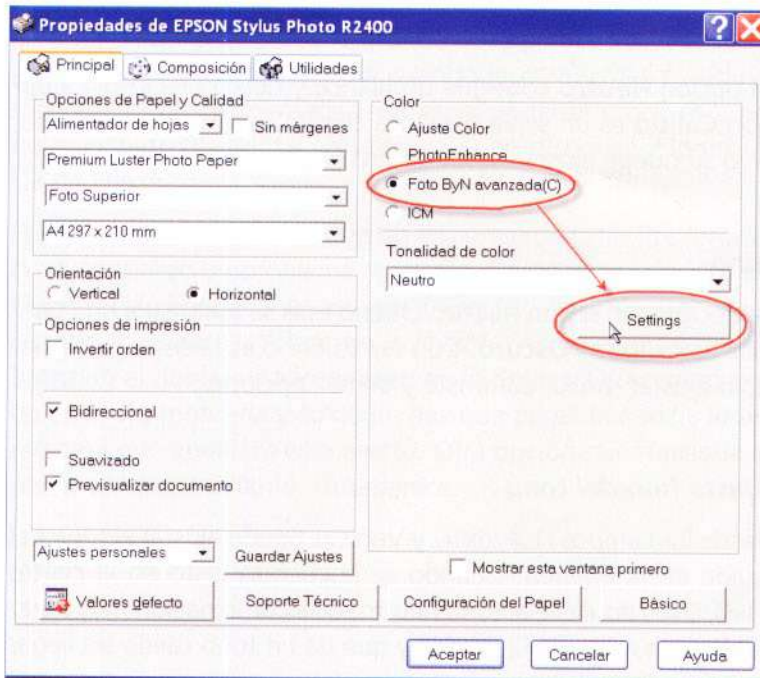 Propiedades de EPSON Stylus Photo R2400
Principal
Composición
Utilidades
Opciones de Papel y Calidad
Alimentador de hojas
Sin márgenes
Premium Luster Photo Paper
Foto Superior
A4 297 x 210 mm
Orientación
Vertical
Horizontal
Opciones de impresión
Invertir orden
Bidireccional
Suavizado
Previsualizar documento
Ajustes personales
Guardar Ajustes
Color
Ajuste Color
PhotoEnhance
Foto ByN avanzada(C)
ICM
Tonalidad de color
Neutro
Settings
Mostrar esta ventana primero
Valores defecto
Soporte Técnico
Configuración del Papel
Básico
Aceptar
Cancelar
Ayuda